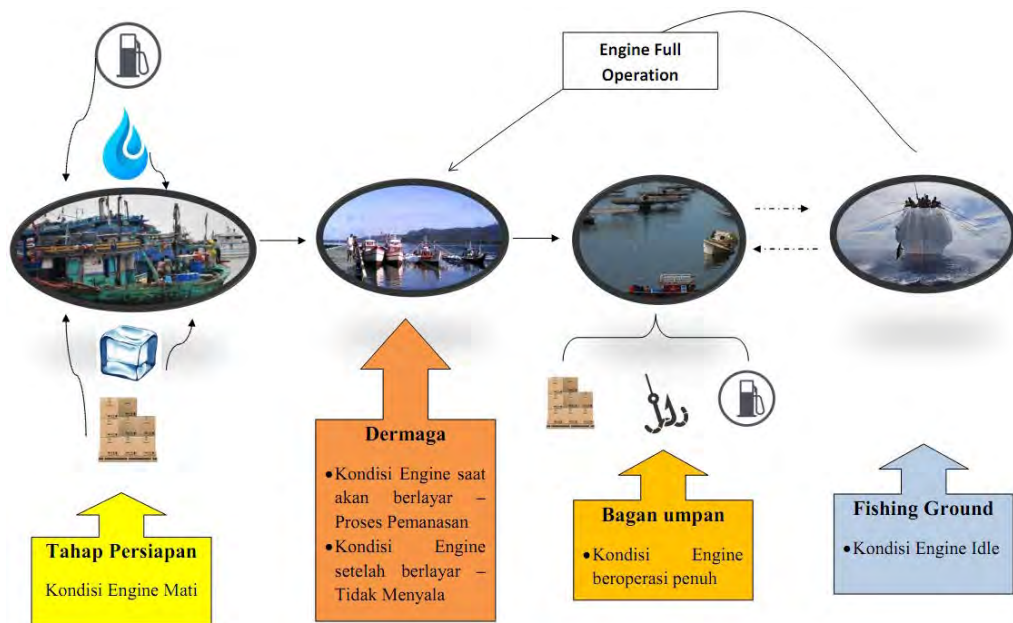 Engine Full
Operation
Tahap Persiapan
Kondisi Engine Mati
Dermaga
•Kondisi Engine saat
akan berlayar –
Proses Pemanasan
•Kondisi Engine
setelah berlayar –
Tidak Menyala
Bagan umpan
•Kondisi Engine
beroperasi penuh
Fishing Ground
•Kondisi Engine Idle